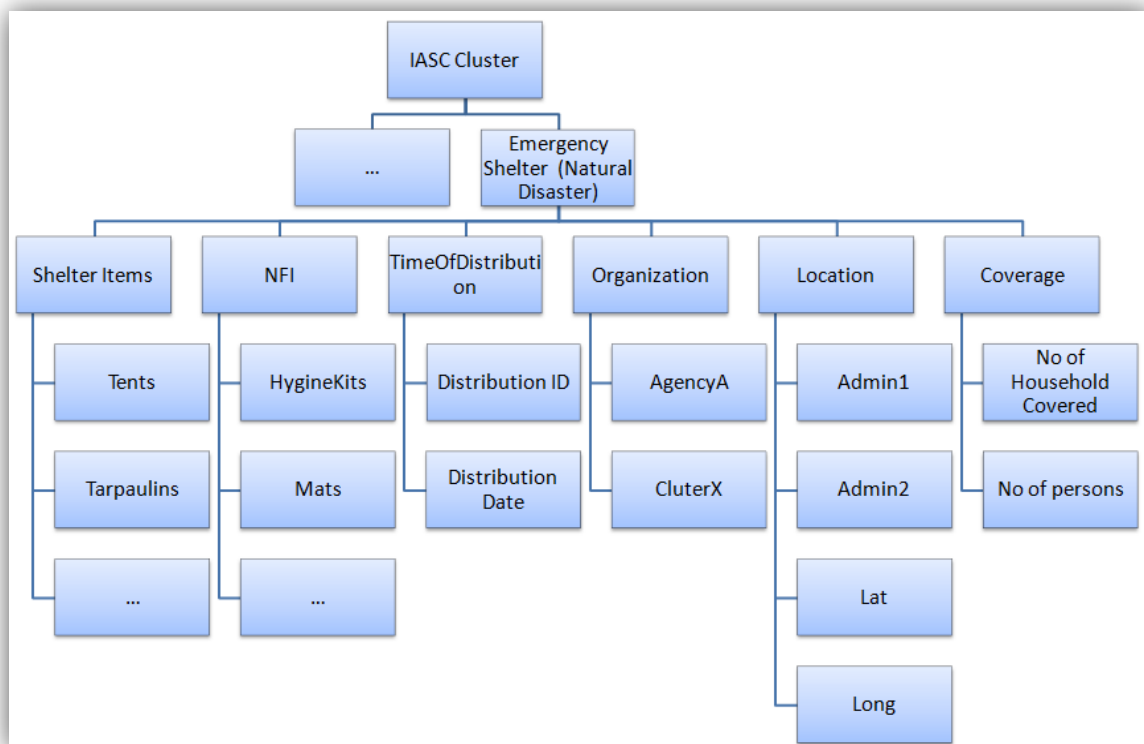 IASC Cluster
...
Emergency
Shelter (Natural
Disaster)
Shelter Items
NFI
TimeOfDistributi
on
Organization
Location
Coverage
Tents
HygineKits
Distribution ID
AgencyA
Admin1
No of
Household
Covered
Tarpaulins
Mats
Distribution
Date
CluterX
Admin2
No of persons
...
...
Lat
Long